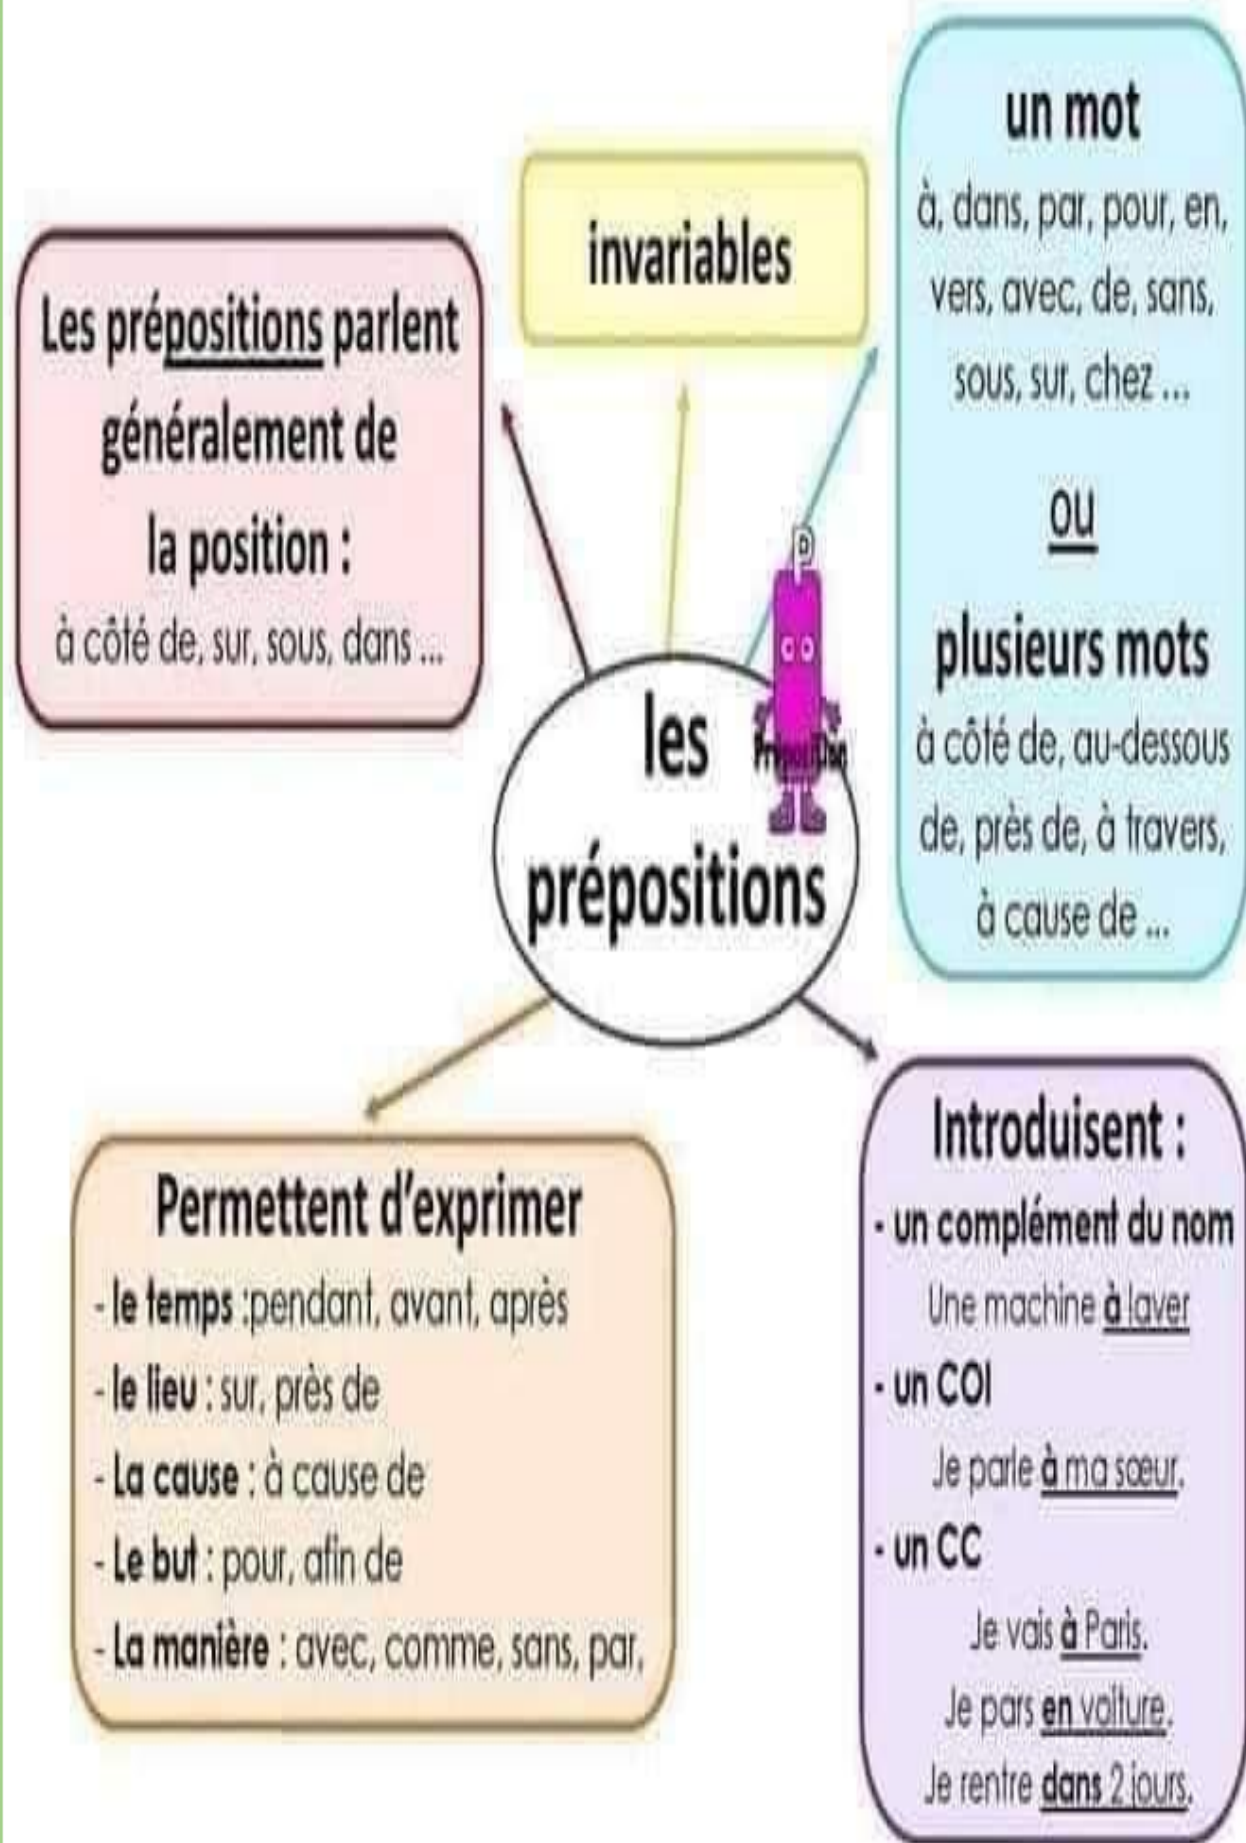 Les prépositions parlent
généralement de
la position :
à côté de, sur, sous, dans ...
invariables
un mot
à, dans, par, pour, en,
vers, avec, de, sans,
sous, sur, chez ...
ou
plusieurs mots
à côté de, au-dessous
de, près de, à travers,
à cause de ...
P
Préposition
les
prépositions
Permettent d'exprimer
- le temps :pendant, avant, après
- le lieu : sur, près de
- La cause : à cause de
- Le but : pour, afin de
- La manière : avec, comme, sans, par,
Introduisent :
- un complément du nom
Une machine à laver
- un COI
Je parle à ma sœur.
- un CC
Je vais à Paris.
Je pars en voiture.
Je rentre dans 2 jours.